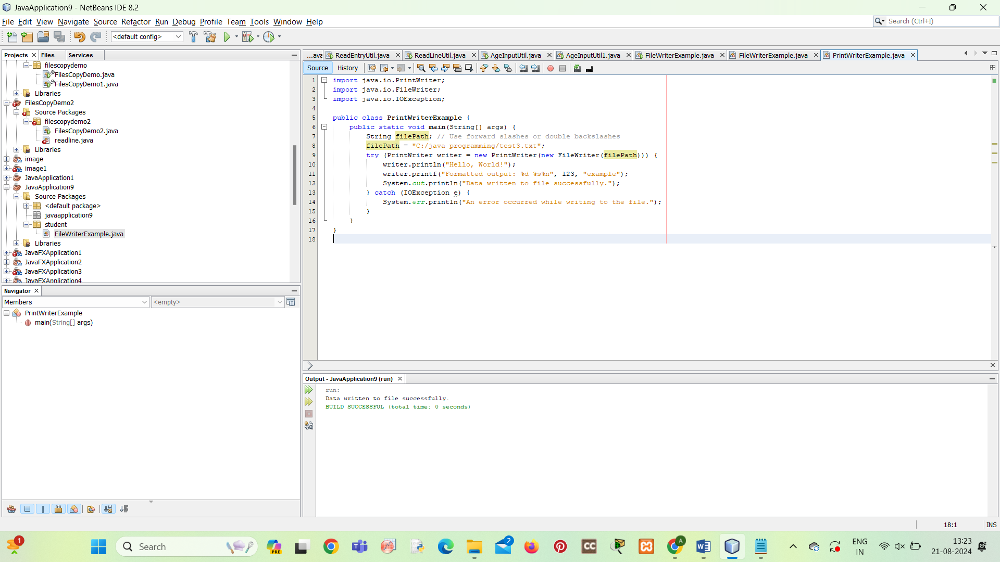 JavaApplication9 - NetBeans IDE 8.2
File Edit View Navigate Source Refactor Run Debug Profile Team Tools Window Help
Search (Ctrl+I)
<default config>
Projects Files Services
filescopydemo
FilesCopyDemo.java
FilesCopyDemo1.java
Libraries
FilesCopyDemo2
Source Packages
filescopydemo2
FilesCopyDemo2.java
readline.java
Libraries
image
image1
JavaApplication1
JavaApplication9
Source Packages
<default package>
javaapplication9
student
FileWriterExample.java
Libraries
JavaFXApplication1
JavaFXApplication2
JavaFXApplication3
JavaFXApplication4
Navigator
Members <empty>
PrintWriterExample
main(String[] args)
...ava ReadEntryUtil.java ReadLineUtil.java AgeInputUtil.java AgeInputUtil1.java FileWriterExample.java FileWriterExample.java PrintWriterExample.java
Source History
1 import java.io.PrintWriter;
2 import java.io.FileWriter;
3 import java.io.IOException;
4
5 public class PrintWriterExample {
6 public static void main(String[] args) {
7 String filePath; // Use forward slashes or double backslashes
8 filePath = "C:/java programming/test3.txt";
9 try (PrintWriter writer = new PrintWriter(new FileWriter(filePath))) {
10 writer.println("Hello, World!");
11 writer.printf("Formatted output: %d %s%n", 123, "example");
12 System.out.println("Data written to file successfully.");
13 } catch (IOException e) {
14 System.err.println("An error occurred while writing to the file.");
15 }
16 }
17 }
18
Output - JavaApplication9 (run)
run:
Data written to file successfully.
BUILD SUCCESSFUL (total time: 0 seconds)
18:1 INS
1
Search
PRE
CC
2
A
ENG
IN
13:23
21-08-2024